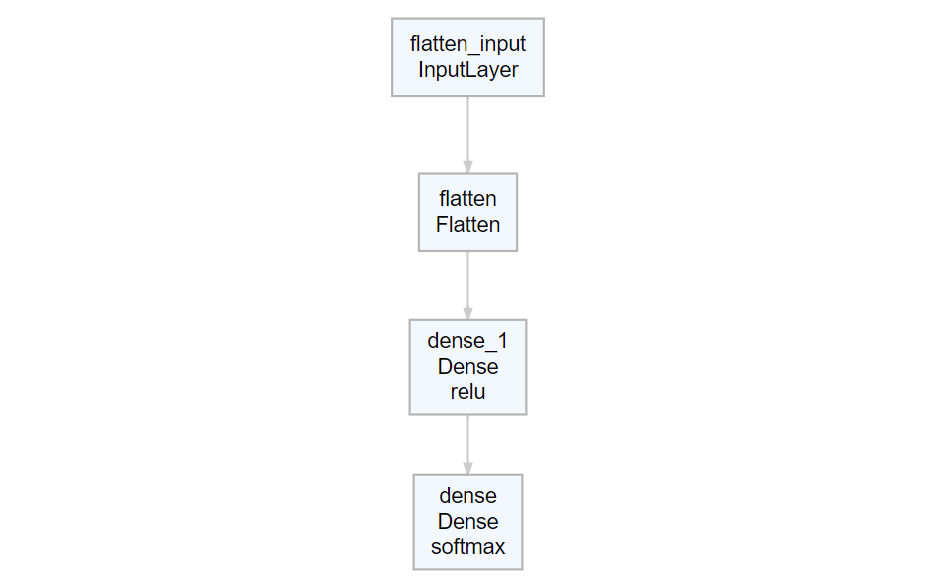 flatten_input
InputLayer
flatten
Flatten
dense_1
Dense
relu
dense
Dense
softmax